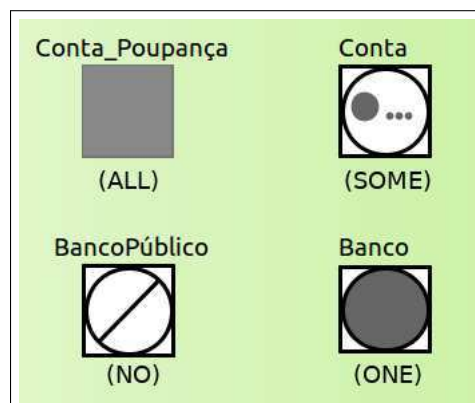 Conta_Poupança Conta
(ALL) (SOME)
BancoPúblico Banco
(NO) (ONE)